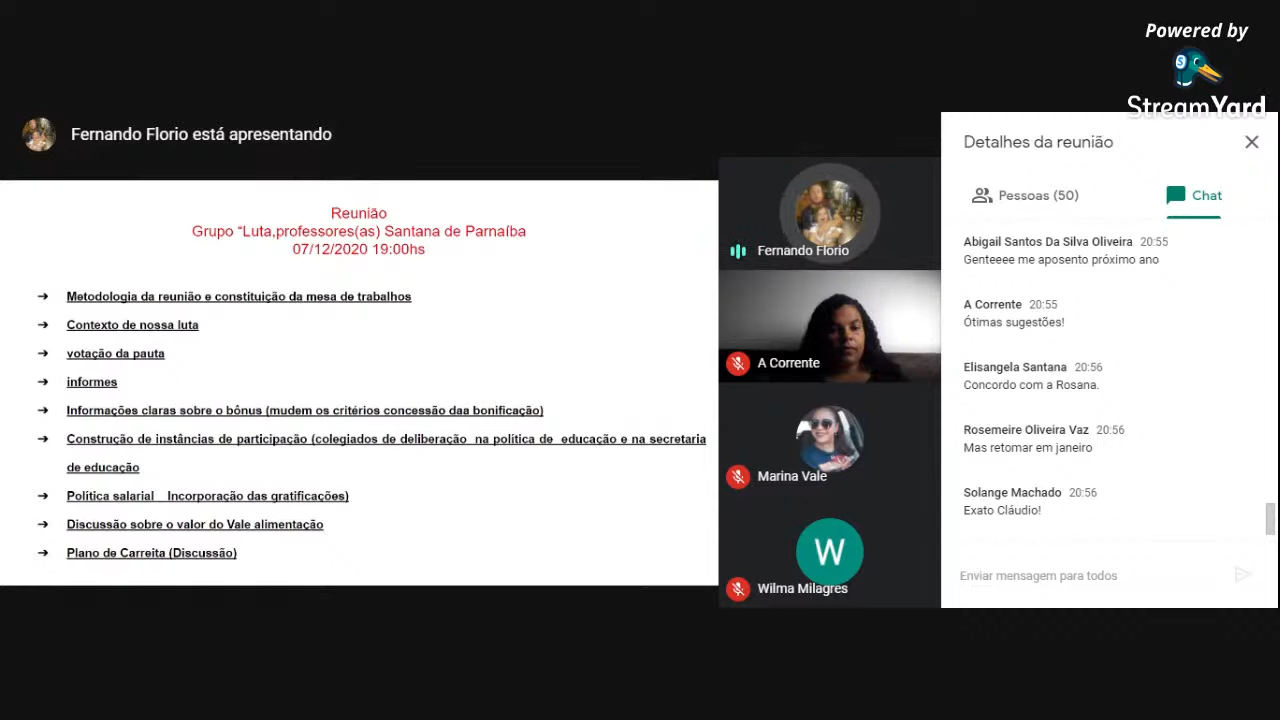 Powered by
StreamYard
Fernando Florio está apresentando
Reunião
Grupo “Luta,professores(as) Santana de Parnaíba
07/12/2020 19:00hs
➔ Metodologia da reunião e constituição da mesa de trabalhos
➔ Contexto de nossa luta
➔ votação da pauta
➔ informes
➔ Informações claras sobre o bônus (mudem os critérios concessão daa bonificação)
➔ Construção de instâncias de participação (colegiados de deliberação na política de educação e na secretaria
de educação
➔ Política salarial Incorporação das gratificações)
➔ Discussão sobre o valor do Vale alimentação
➔ Plano de Carreita (Discussão)
Fernando Florio
A Corrente
Marina Vale
W
Wilma Milagres
Detalhes da reunião
Pessoas (50)
Chat
Abigail Santos Da Silva Oliveira 20:55
Genteeee me aposento próximo ano
A Corrente 20:55
Ótimas sugestões!
Elisangela Santana 20:56
Concordo com a Rosana.
Rosemeire Oliveira Vaz 20:56
Mas retomar em janeiro
Solange Machado 20:56
Exato Cláudio!
Enviar mensagem para todos